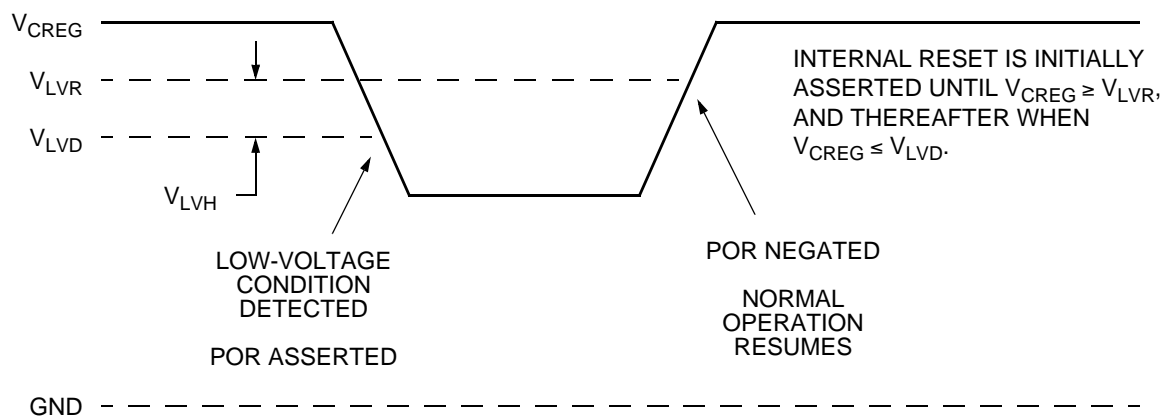 VCREG
VLVR
VLVD
VLVH
INTERNAL RESET IS INITIALLY
ASSERTED UNTIL VCREG ≥ VLVR,
AND THEREAFTER WHEN
VCREG ≤ VLVD.
LOW-VOLTAGE
CONDITION
DETECTED
POR ASSERTED
POR NEGATED
NORMAL
OPERATION
RESUMES
GND